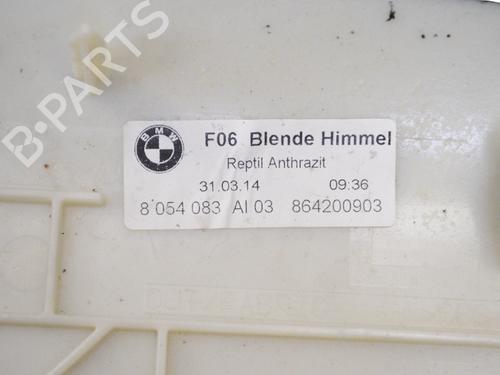 B-PARTS
BMW
F06 Blende Himmel
Reptil Anthrazit
31.03.14 09:36
8 054 083 AI 03 864200903